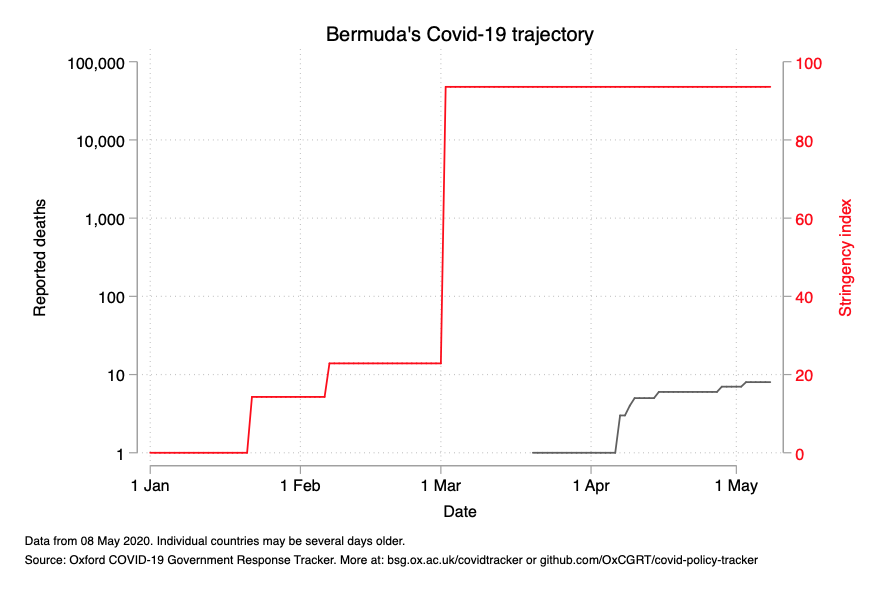 Bermuda's Covid-19 trajectory
100,000
10,000
1,000
100
10
1
Reported deaths
100
80
60
40
20
0
Stringency index
1 Jan
1 Feb
1 Mar
1 Apr
1 May
Date
Data from 08 May 2020. Individual countries may be several days older.
Source: Oxford COVID-19 Government Response Tracker. More at: bsg.ox.ac.uk/covidtracker or github.com/OxCGRT/covid-policy-tracker